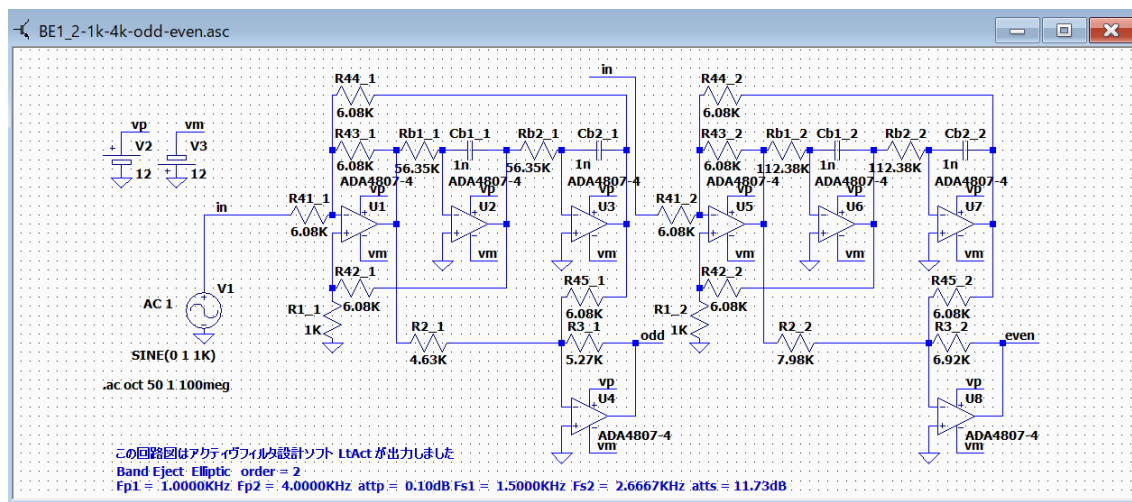 BE1_2-1k-4k-odd-even.asc
in
R44_1
6.08K
R44_2
6.08K
vp
V2
12
vm
V3
12
R43_1
6.08K
Rb1_1
56.35K
Cb1_1
1n
Rb2_1
56.35K
Cb2_1
1n
R43_2
6.08K
Rb1_2
112.38K
Cb1_2
1n
Rb2_2
112.38K
Cb2_2
1n
in
R41_1
6.08K
ADA4807-4
vp
U1
vm
ADA4807-4
vp
U2
vm
ADA4807-4
vp
U3
vm
R41_2
6.08K
ADA4807-4
vp
U5
vm
ADA4807-4
vp
U6
vm
ADA4807-4
vp
U7
vm
V1
AC 1
SINE(0 1 1K)
.ac oct 50 1 100meg
R42_1
6.08K
R1_1
1K
R45_1
6.08K
R2_1
4.63K
R3_1
5.27K
odd
vp
U4
ADA4807-4
vm
R42_2
6.08K
R1_2
1K
R45_2
6.08K
R2_2
7.98K
R3_2
6.92K
even
vp
U8
ADA4807-4
vm
この回路図はアクティヴフィルタ設計ソフト LtAct が出力しました
Band Eject Elliptic order = 2
Fp1 = 1.0000KHz Fp2 = 4.0000KHz attp = 0.10dB Fs1 = 1.5000KHz Fs2 = 2.6667KHz atts = 11.73dB